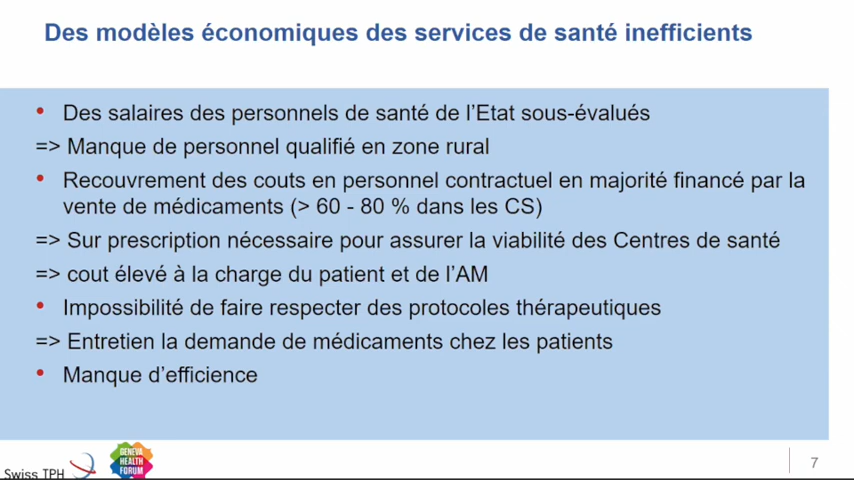 Des modèles économiques des services de santé inefficients
• Des salaires des personnels de santé de l'Etat sous-évalués
=> Manque de personnel qualifié en zone rural
• Recouvrement des couts en personnel contractuel en majorité financé par la
vente de médicaments (> 60 - 80 % dans les CS)
=> Sur prescription nécessaire pour assurer la viabilité des Centres de santé
=> cout élevé à la charge du patient et de l'AM
• Impossibilité de faire respecter des protocoles thérapeutiques
=> Entretien la demande de médicaments chez les patients
• Manque d'efficience
Swiss TPH
GENEVA
HEALTH
FORUM
7